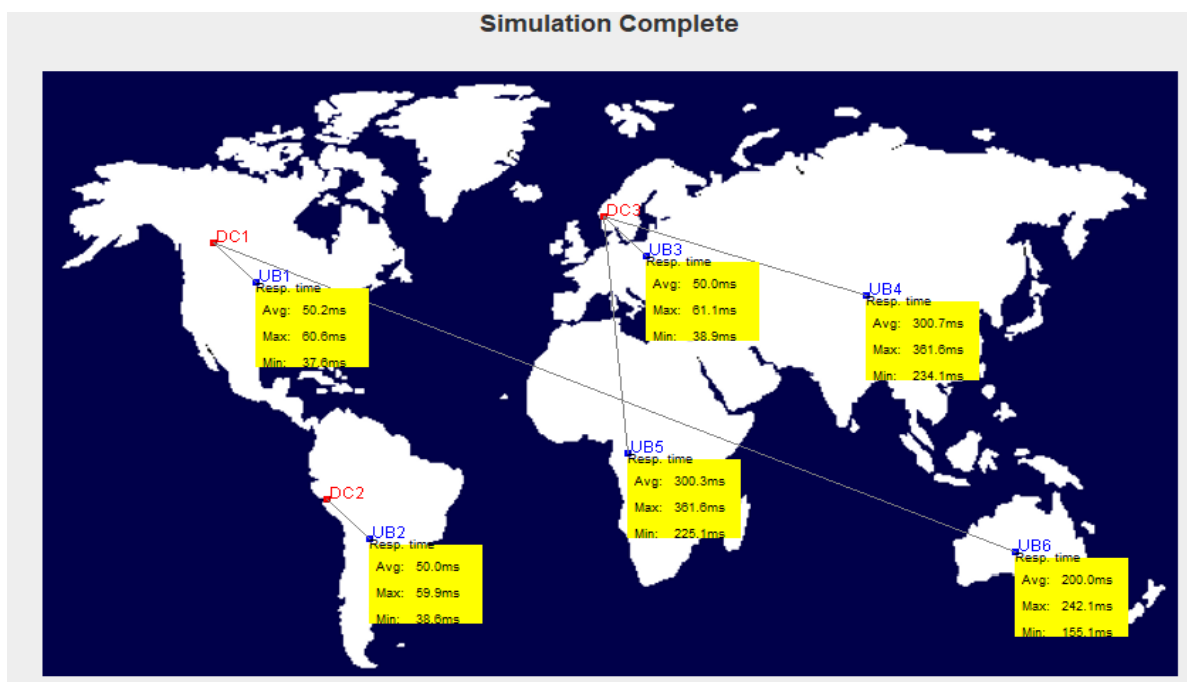 Simulation Complete
DC3
DC1
UB3
Resp. time
Avg: 50.0ms
Max: 61.1ms
Min: 38.9ms
UB1
Resp. time
Avg: 50.2ms
Max: 60.6ms
Min: 37.6ms
UB4
Resp. time
Avg: 300.7ms
Max: 361.6ms
Min: 234.1ms
UB5
Resp. time
Avg: 300.3ms
Max: 361.6ms
Min: 225.1ms
DC2
UB2
Resp. time
Avg: 50.0ms
Max: 59.9ms
Min: 38.6ms
UB6
Resp. time
Avg: 200.0ms
Max: 242.1ms
Min: 155.1ms